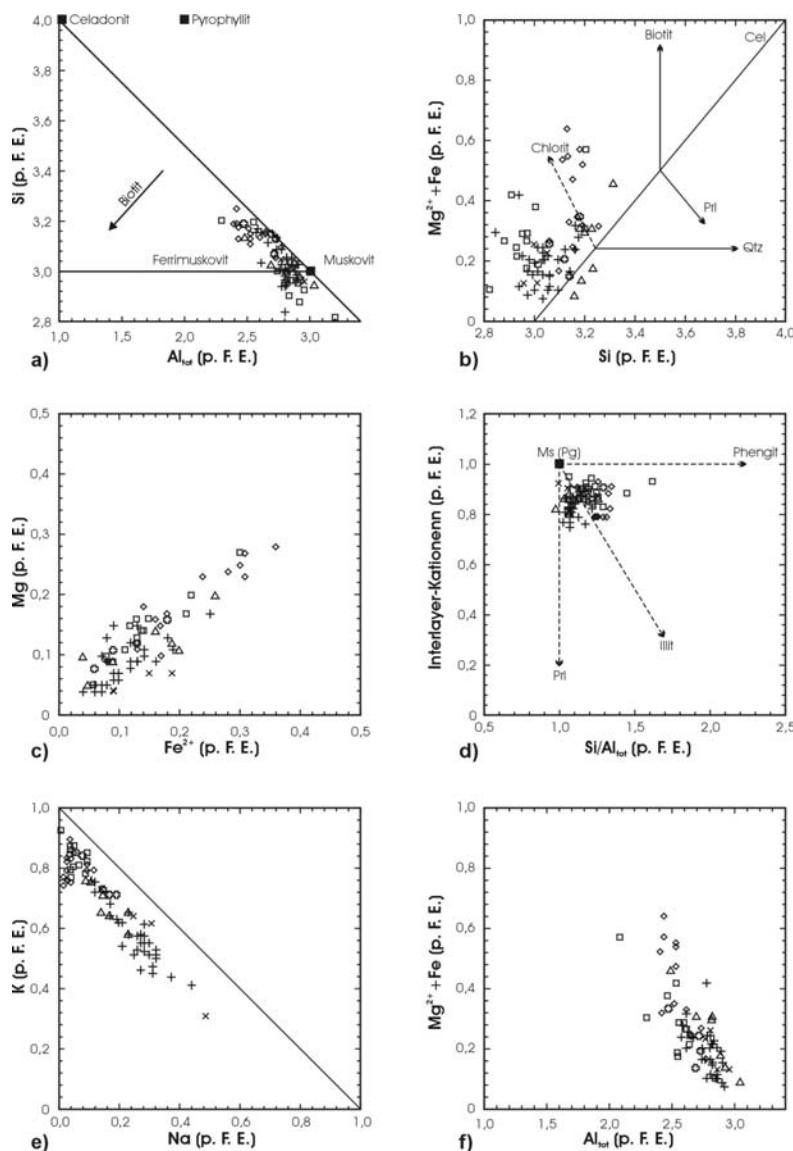 4,0
3,8
3,6
3,4
3,2
3,0
2,8
Si (p. F. E.)
Celadonit
Pyrophyllit
Biotit
Ferrimuskovit
Muskovit
1,0
1,5
2,0
2,5
3,0
Al_tot (p. F. E.)
a)
1,0
0,8
0,6
0,4
0,2
0,0
Mg²⁺+Fe (p. F. E.)
Biotit
Cel
Chlorit
Prl
Qtz
2,8
3,0
3,2
3,4
3,6
3,8
4,0
Si (p. F. E.)
b)
0,5
0,4
0,3
0,2
0,1
0
Mg (p. F. E.)
0,0
0,1
0,2
0,3
0,4
0,5
Fe²⁺ (p. F. E.)
c)
1,2
1,0
0,8
0,6
0,4
0,2
0,0
Interlayer-Kationenn (p. F. E.)
Ms (Pg)
Phengit
Illit
Prl
0,5
1,0
1,5
2,0
2,5
Si/Al_tot (p. F. E.)
d)
1,0
0,8
0,6
0,4
0,2
0,0
K (p. F. E.)
0,0
0,2
0,4
0,6
0,8
1,0
Na (p. F. E.)
e)
1,0
0,8
0,6
0,4
0,2
0,0
Mg²⁺+Fe (p. F. E.)
1,0
1,5
2,0
2,5
3,0
Al_tot (p. F. E.)
f)